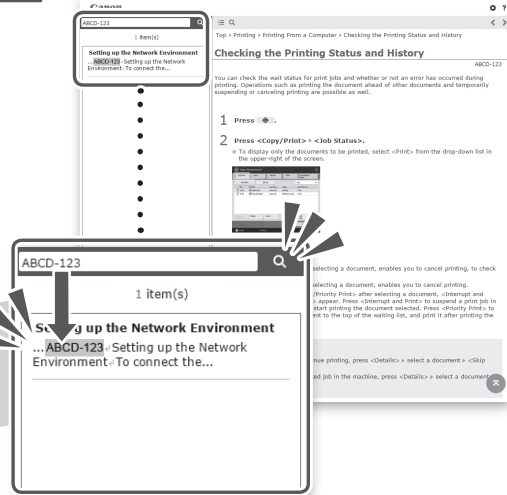 Canon
?
ABCD-123
1 item(s)
Setting up the Network Environment
...ABCD-123↵Setting up the Network
Environment↵To connect the...
Top » Printing » Printing From a Computer » Checking the Printing Status and History
Checking the Printing Status and History
ABCD-123
You can check the wait status for print jobs and whether or not an error has occurred during
printing. Operations such as printing the document ahead of other documents and temporarily
suspending or canceling printing are possible as well.
1 Press .
2 Press <Copy/Print> » <Job Status>.
To display only the documents to be printed, select <Print> from the drop-down list in
the upper-right of the screen.
selecting a document, enables you to cancel printing, to check
selecting a document, enables you to cancel printing.
/Priority Print> after selecting a document, <Interrupt and
> appear. Press <Interrupt and Print> to suspend a print job in
start printing the document selected. Press <Priority Print> to
ent to the top of the waiting list, and print it after printing the
nue printing, press <Details> » select a document » <Skip
ed job in the machine, press <Details> » select a document
ABCD-123
1 item(s)
Setting up the Network Environment
...ABCD-123↵Setting up the Network
Environment↵To connect the...